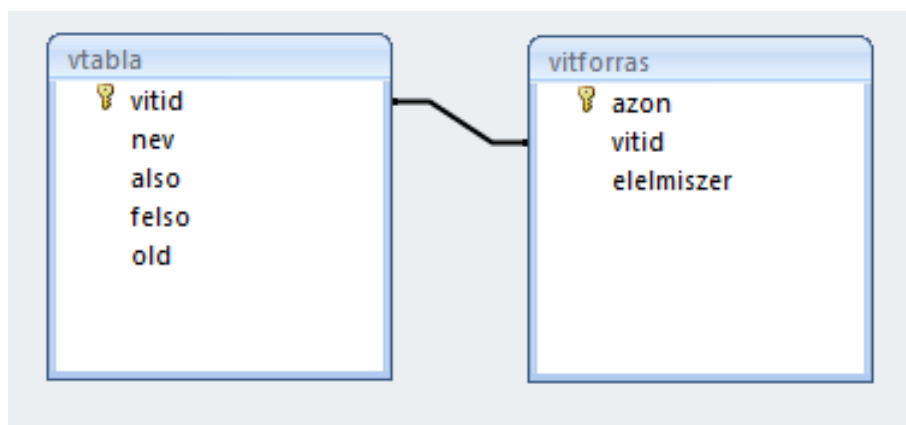 vtabla
vitid
nev
also
felso
old
vitforras
azon
vitid
elelmiszer